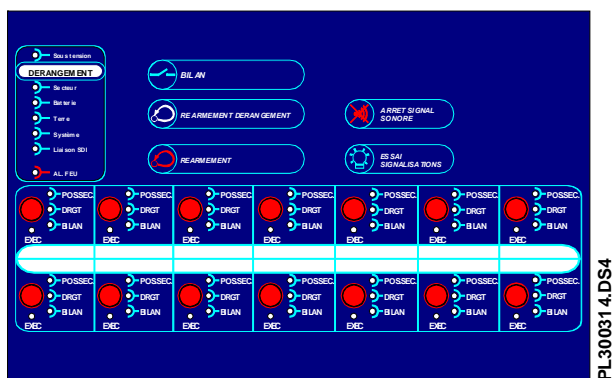 Sous tension
DERANGEMENT
Secteur
Batterie
Terre
Système
Liaison SDI
AL. FEU
BILAN
REARMEMENT DERANGEMENT
REARMEMENT
ARRET SIGNAL
SONORE
ESSAI
SIGNALISATIONS
POSSEC. POSSEC. POSSEC. POSSEC. POSSEC. POSSEC. POSSEC.
DRGT DRGT DRGT DRGT DRGT DRGT DRGT
BILAN BILAN BILAN BILAN BILAN BILAN BILAN
EXEC EXEC EXEC EXEC EXEC EXEC EXEC
POSSEC. POSSEC. POSSEC. POSSEC. POSSEC. POSSEC. POSSEC.
DRGT DRGT DRGT DRGT DRGT DRGT DRGT
BILAN BILAN BILAN BILAN BILAN BILAN BILAN
EXEC EXEC EXEC EXEC EXEC EXEC EXEC
PL300314.DS4